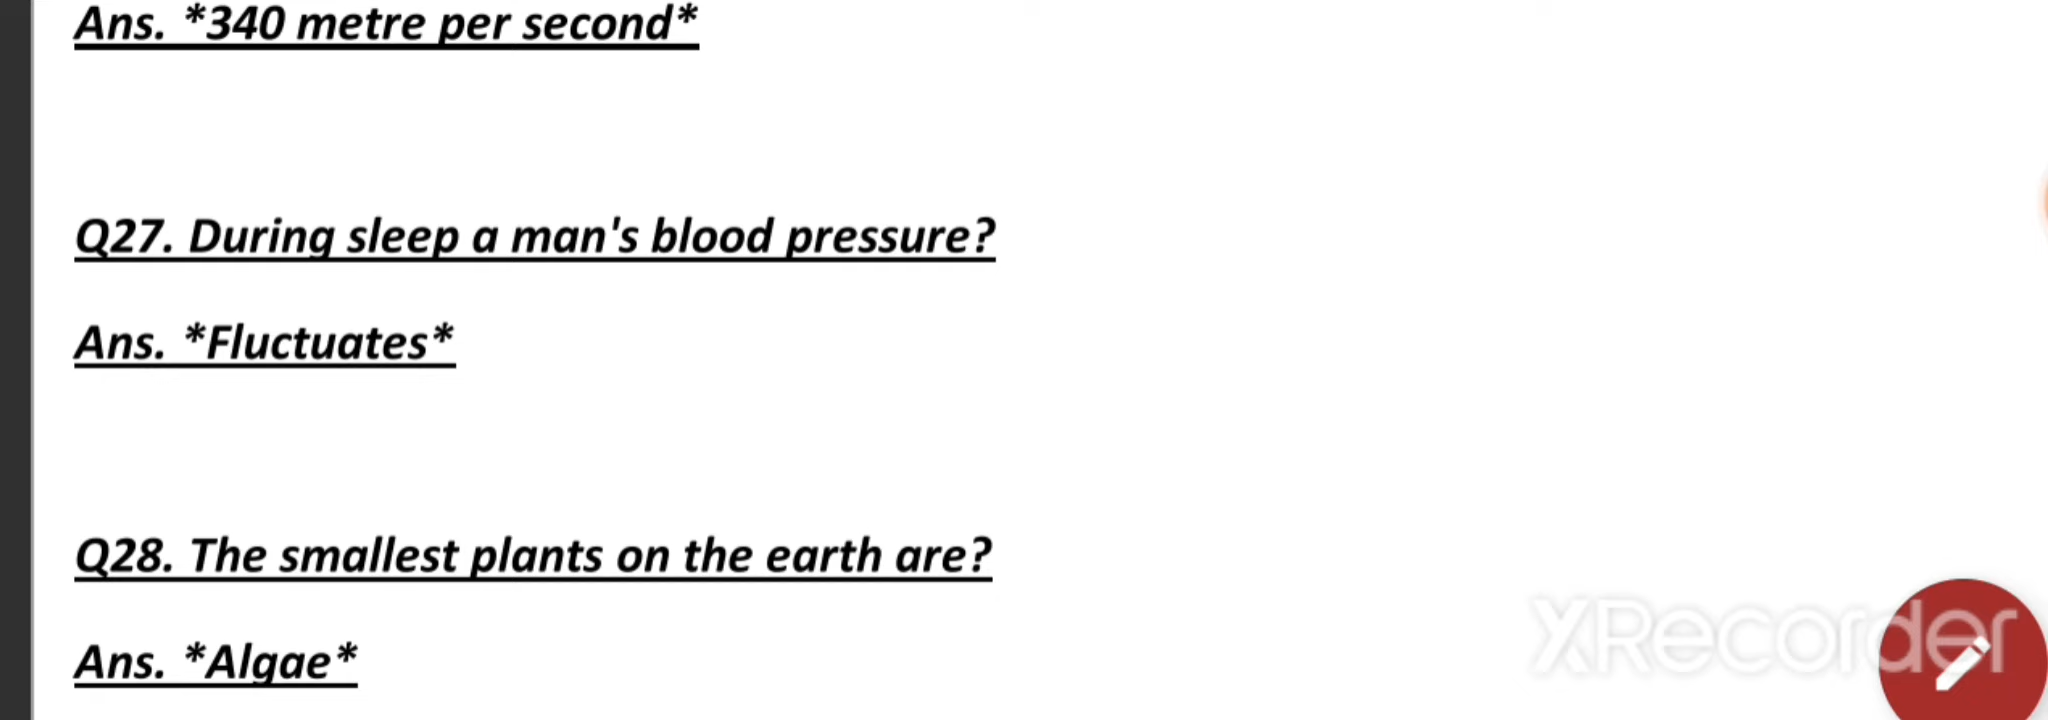 Ans. *340 metre per second*
Q27. During sleep a man's blood pressure?
Ans. *Fluctuates*
Q28. The smallest plants on the earth are?
Ans. *Algae*
XRecorder